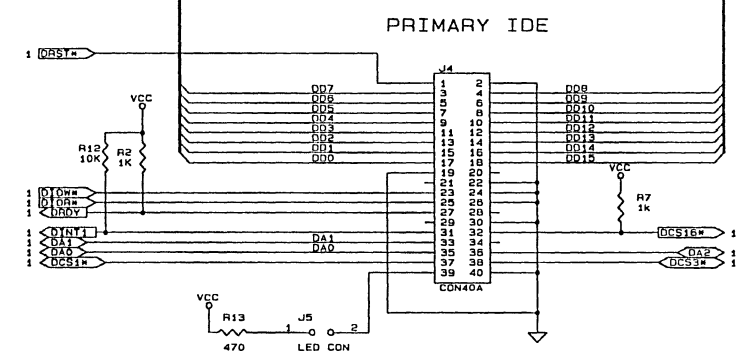 PRIMARY IDE
1 DRST*
J4
1 2
DD7 3 4 DD8
DD6 5 6 DD9
DD5 7 8 DD10
DD4 9 10 DD11
DD3 11 12 DD12
DD2 13 14 DD13
DD1 15 16 DD14
DD0 17 18 DD15
19 20
21 22
1 DIOW* 23 24
1 DIOR* 25 26
1 DRDY 27 28
29 30
1 DINT1 31 32 DCS16* 1
1 DA1 DA1 33 34
1 DA0 DA0 35 36 DA2 1
1 DCS1* 37 38 DCS3* 1
39 40
CON40A
VCC
R12
10K
R2
1K
VCC
R7
1k
VCC
R13
470
J5
1 2
LED CON